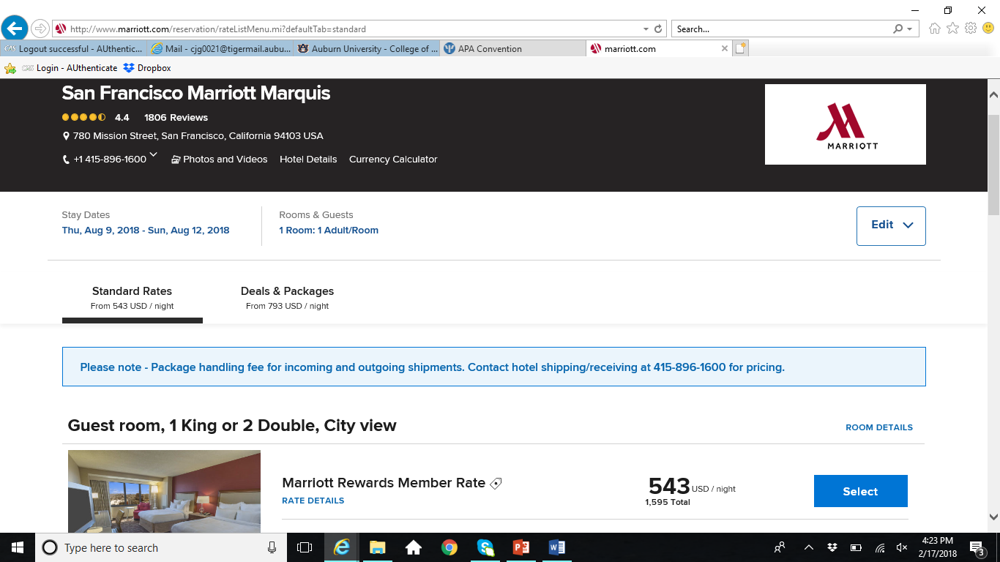 http://www.marriott.com/reservation/rateListMenu.mi?defaultTab=standard
Search...
CAS Logout successful - AUthentic...
Mail - cjg0021@tigermail.aubu...
Auburn University - College of ...
APA Convention
marriott.com
CAS Login - AUthenticate
Dropbox
San Francisco Marriott Marquis
4.4 1806 Reviews
780 Mission Street, San Francisco, California 94103 USA
+1 415-896-1600 Photos and Videos Hotel Details Currency Calculator
MARRIOTT
Stay Dates
Thu, Aug 9, 2018 - Sun, Aug 12, 2018
Rooms & Guests
1 Room: 1 Adult/Room
Edit
Standard Rates
From 543 USD / night
Deals & Packages
From 793 USD / night
Please note - Package handling fee for incoming and outgoing shipments. Contact hotel shipping/receiving at 415-896-1600 for pricing.
Guest room, 1 King or 2 Double, City view
ROOM DETAILS
Marriott Rewards Member Rate
RATE DETAILS
543 USD / night
1,595 Total
Select
Type here to search
4:23 PM
2/17/2018
3